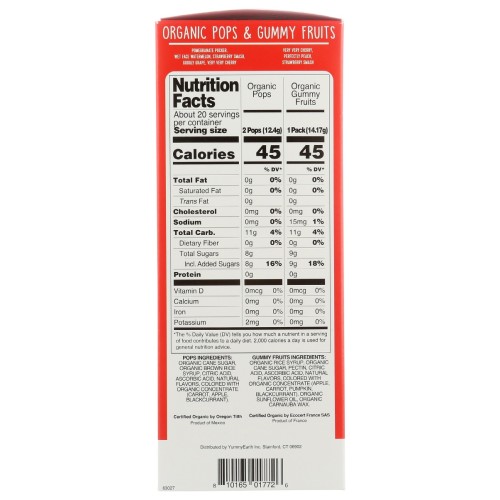 ORGANIC POPS & GUMMY FRUITS
POMEGRANATE PUCKER,
WET FACE WATERMELON, STRAWBERRY SMASH,
GOOGLY GRAPE, VERY VERY CHERRY
VERY VERY CHERRY,
PERFECTLY PEACH,
STRAWBERRY SMASH
Nutrition Facts
About 20 servings per container
Serving size
Organic Pops
2 Pops (12.4g)
Organic Gummy Fruits
1 Pack (14.17g)
Calories 45 45
% DV* % DV*
Total Fat 0g 0% 0g 0%
Saturated Fat 0g 0% 0g 0%
Trans Fat 0g 0g
Cholesterol 0mg 0% 0mg 0%
Sodium 0mg 0% 15mg 1%
Total Carb. 11g 4% 11g 4%
Dietary Fiber 0g 0% 0g 0%
Total Sugars 8g 9g
Incl. Added Sugars 8g 16% 9g 18%
Protein 0g 0g
Vitamin D 0mcg 0% 0mcg 0%
Calcium 0mg 0% 0mg 0%
Iron 0mg 0% 0mg 0%
Potassium 2mg 0% 0mg 0%
*The % Daily Value (DV) tells you how much a nutrient in a serving
of food contributes to a daily diet. 2,000 calories a day is used for
general nutrition advice.
POPS INGREDIENTS:
ORGANIC CANE SUGAR,
ORGANIC BROWN RICE
SYRUP, CITRIC ACID,
ASCORBIC ACID, NATURAL
FLAVORS, COLORED WITH
ORGANIC CONCENTRATE
(CARROT, APPLE,
BLACKCURRANT).
GUMMY FRUITS INGREDIENTS:
ORGANIC RICE SYRUP, ORGANIC
CANE SUGAR, PECTIN, CITRIC
ACID, ASCORBIC ACID, NATURAL
FLAVORS, COLORED WITH
ORGANIC CONCENTRATE (APPLE,
CARROT, PUMPKIN,
BLACKCURRANT), ORGANIC
SUNFLOWER OIL, ORGANIC
CARNAUBA WAX.
Certified Organic by Oregon Tilth
Product of Mexico
Certified Organic by Ecocert France SAS
Product of France.
Distributed by YummyEarth Inc. Stamford, CT 06902
8 10165 01772 6